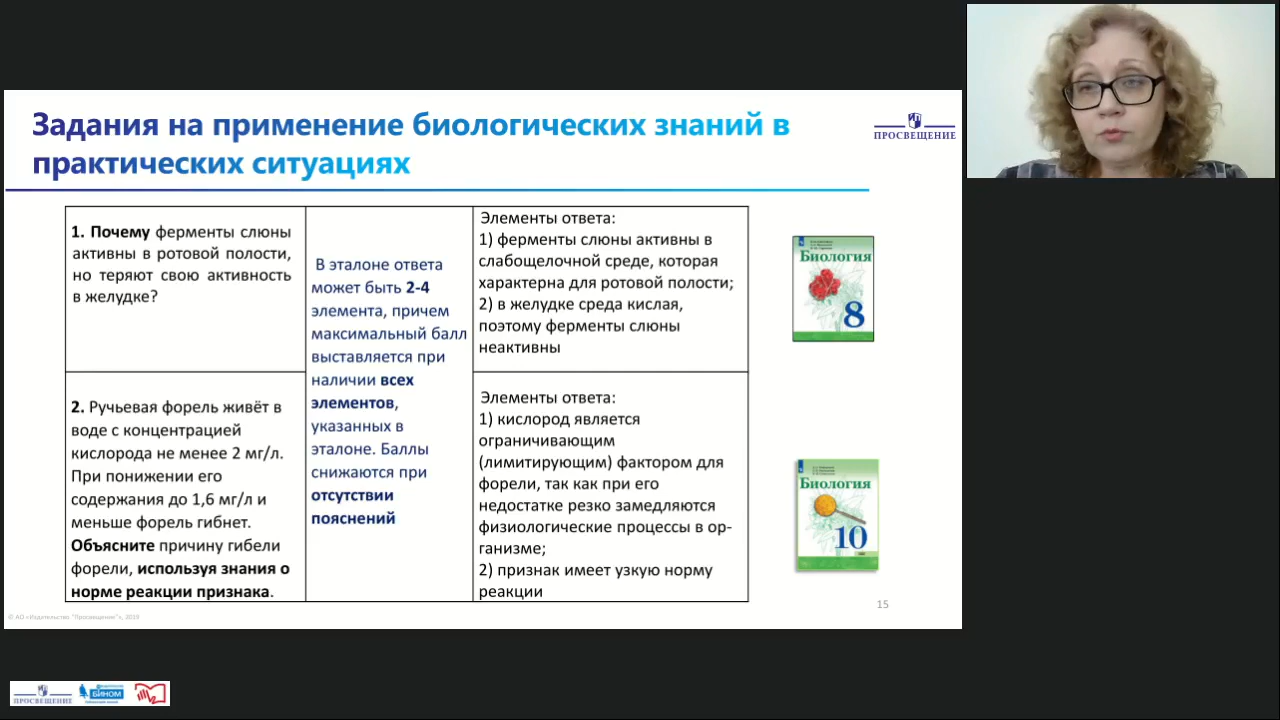 Задания на применение биологических знаний в
практических ситуациях
ПРОСВЕЩЕНИЕ
1. Почему ферменты слюны
активны в ротовой полости,
но теряют свою активность
в желудке?
В эталоне ответа
может быть 2-4
элемента, причем
максимальный балл
выставляется при
наличии всех
элементов,
указанных в
эталоне. Баллы
снижаются при
отсутствии
пояснений
Элементы ответа:
1) ферменты слюны активны в
слабощелочной среде, которая
характерна для ротовой полости;
2) в желудке среда кислая,
поэтому ферменты слюны
неактивны
2. Ручьевая форель живёт в
воде с концентрацией
кислорода не менее 2 мг/л.
При понижении его
содержания до 1,6 мг/л и
меньше форель гибнет.
Объясните причину гибели
форели, используя знания о
норме реакции признака.
Элементы ответа:
1) кислород является
ограничивающим
(лимитирующим) фактором для
форели, так как при его
недостатке резко замедляются
физиологические процессы в ор-
ганизме;
2) признак имеет узкую норму
реакции
Биология
8
Биология
10
15
© АО «Издательство "Просвещение"», 2019
ПРОСВЕЩЕНИЕ
БИНОМ